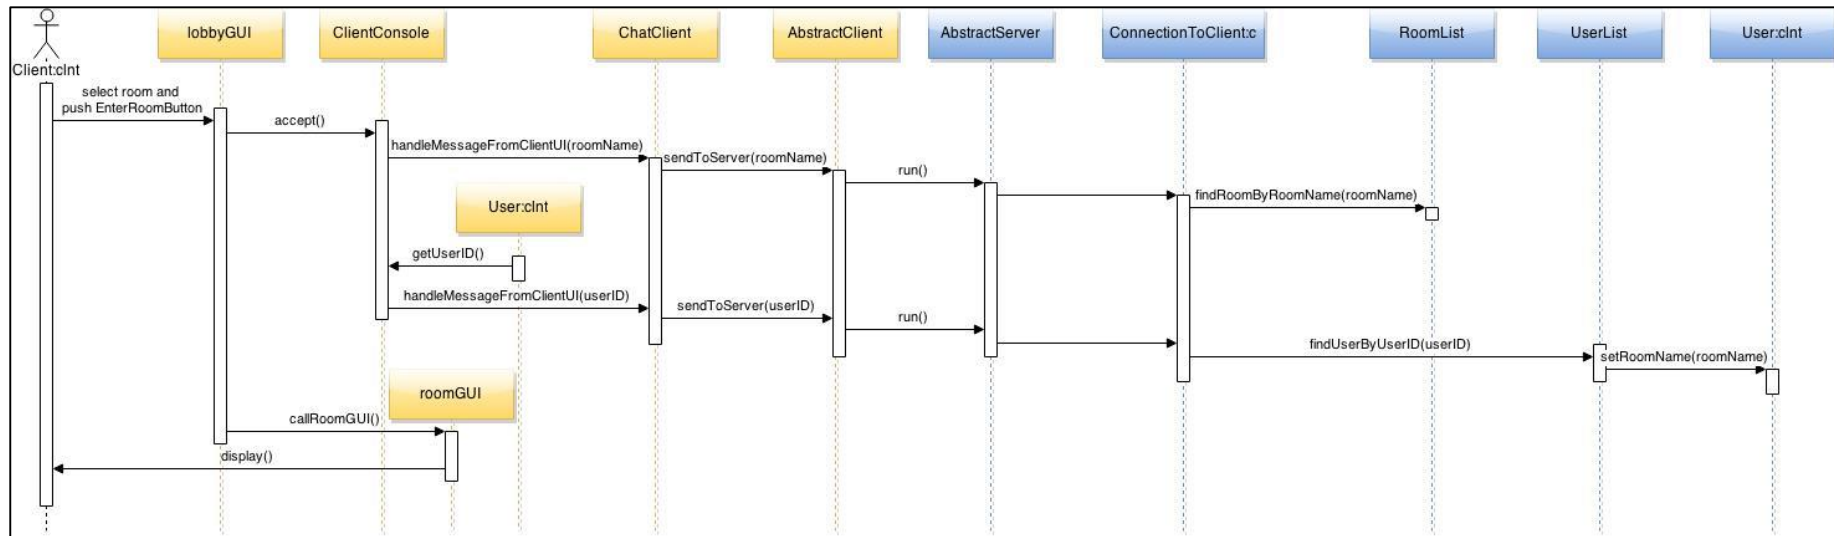 lobbyGUI
ClientConsole
ChatClient
AbstractClient
AbstractServer
ConnectionToClient:c
RoomList
UserList
User:clnt
Client:clnt
select room and
push EnterRoomButton
accept()
handleMessageFromClientUI(roomName)
sendToServer(roomName)
run()
findRoomByRoomName(roomName)
User:clnt
getUserID()
handleMessageFromClientUI(userID)
sendToServer(userID)
run()
findUserByUserID(userID)
setRoomName(roomName)
roomGUI
callRoomGUI()
display()